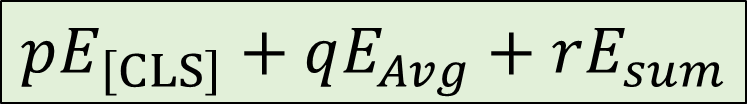 pE[CLS] + qEAvg + rEsum